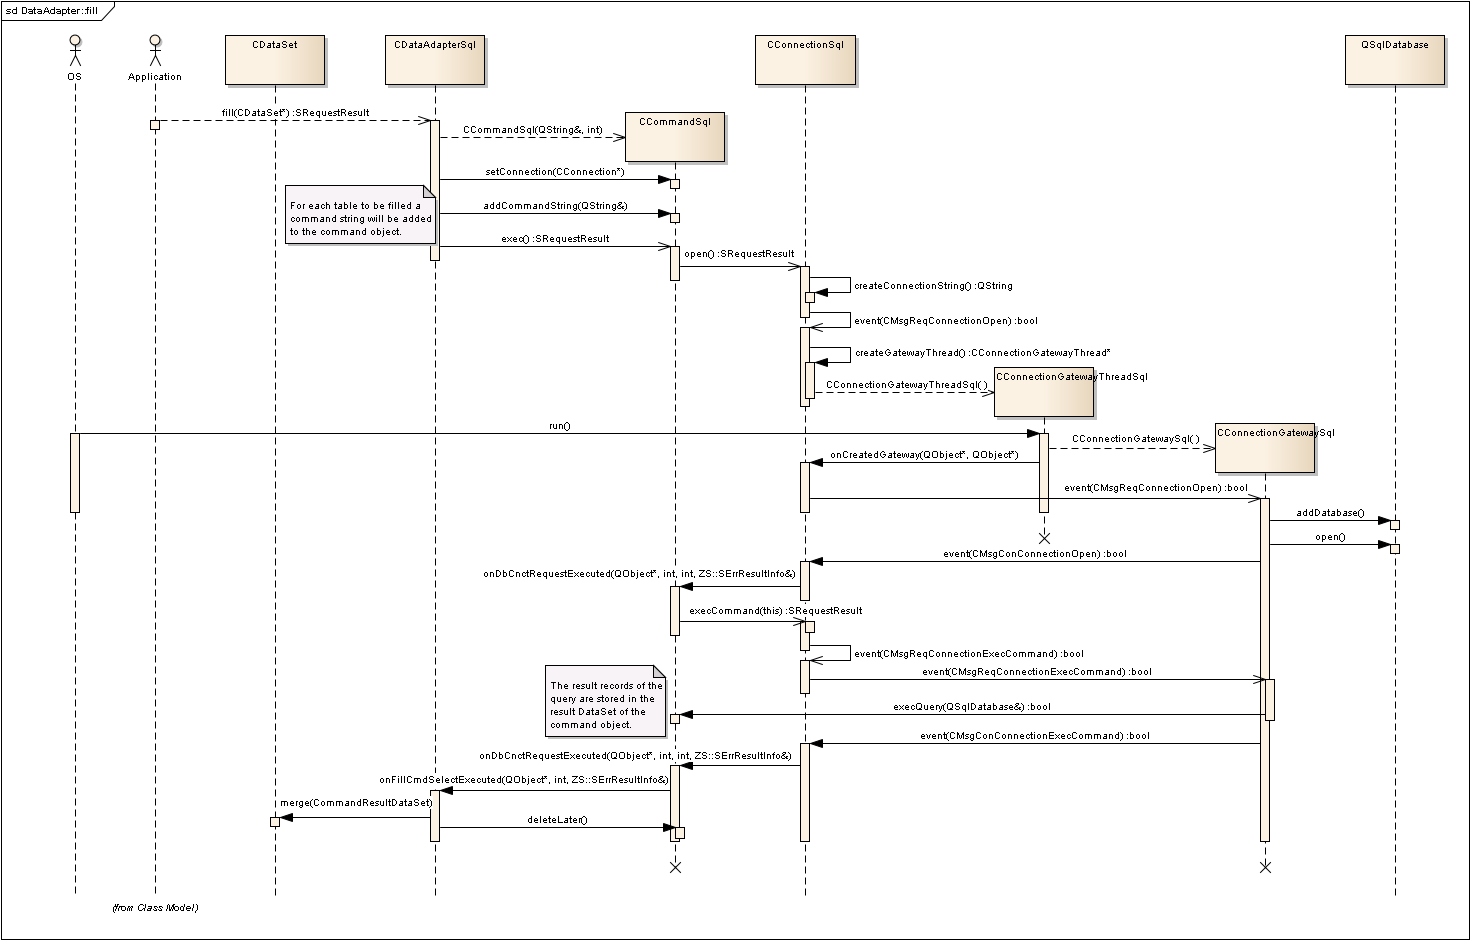 sd DataAdapter::fill
OS
Application
CDataSet
CDataAdapterSql
CConnectionSql
QSqlDatabase
fill(CDataSet*) :SRequestResult
CCommandSql(QString&, int)
CCommandSql
setConnection(CConnection*)
For each table to be filled a
command string will be added
to the command object.
addCommandString(QString&)
exec() :SRequestResult
open() :SRequestResult
createConnectionString() :QString
event(CMsgReqConnectionOpen) :bool
createGatewayThread() :CConnectionGatewayThread*
CConnectionGatewayThreadSql()
CConnectionGatewayThreadSql
run()
CConnectionGatewaySql()
CConnectionGatewaySql
onCreatedGateway(QObject*, QObject*)
event(CMsgReqConnectionOpen) :bool
addDatabase()
open()
event(CMsgConConnectionOpen) :bool
onDbCnctRequestExecuted(QObject*, int, int, ZS::SErrResultInfo&)
execCommand(this) :SRequestResult
event(CMsgReqConnectionExecCommand) :bool
event(CMsgReqConnectionExecCommand) :bool
The result records of the
query are stored in the
result DataSet of the
command object.
execQuery(QSqlDatabase&) :bool
event(CMsgConConnectionExecCommand) :bool
onDbCnctRequestExecuted(QObject*, int, int, ZS::SErrResultInfo&)
onFillCmdSelectExecuted(QObject*, int, ZS::SErrResultInfo&)
merge(CommandResultDataSet)
deleteLater()
(from Class Model)